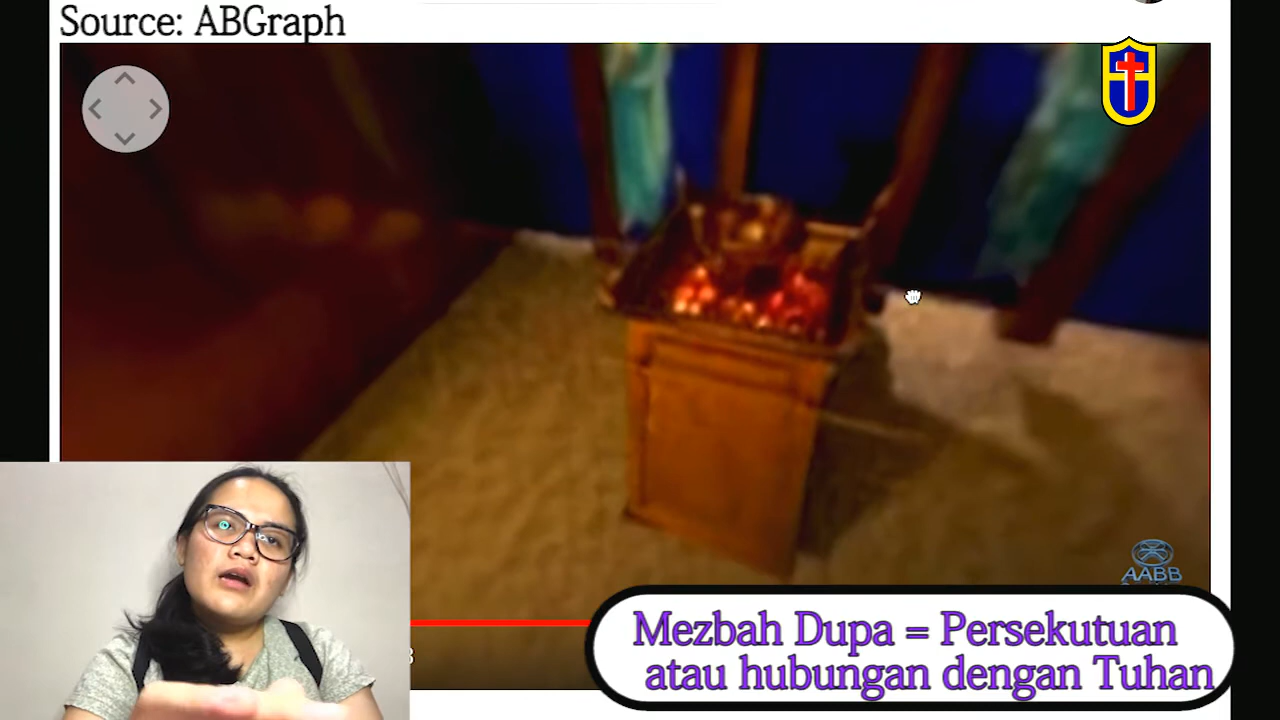 Source: ABGraph
AABB
Mezbah Dupa = Persekutuan
atau hubungan dengan Tuhan